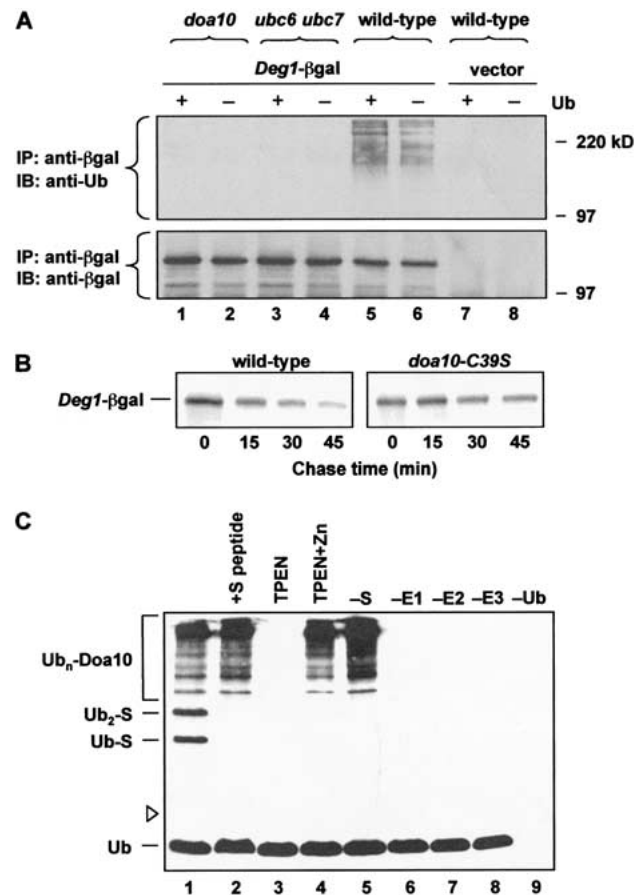 A
doa10 ubc6 ubc7 wild-type wild-type
Deg1-βgal vector
+ – + – + – + – Ub
IP: anti-βgal
IB: anti-Ub
– 220 kD
– 97
IP: anti-βgal
IB: anti-βgal
– 97
1 2 3 4 5 6 7 8
B
wild-type doa10-C39S
Deg1-βgal
0 15 30 45 0 15 30 45
Chase time (min)
C
+S peptide
TPEN
TPEN+Zn
–S –E1 –E2 –E3 –Ub
Ubn-Doa10
Ub2-S
Ub-S
Ub
1 2 3 4 5 6 7 8 9